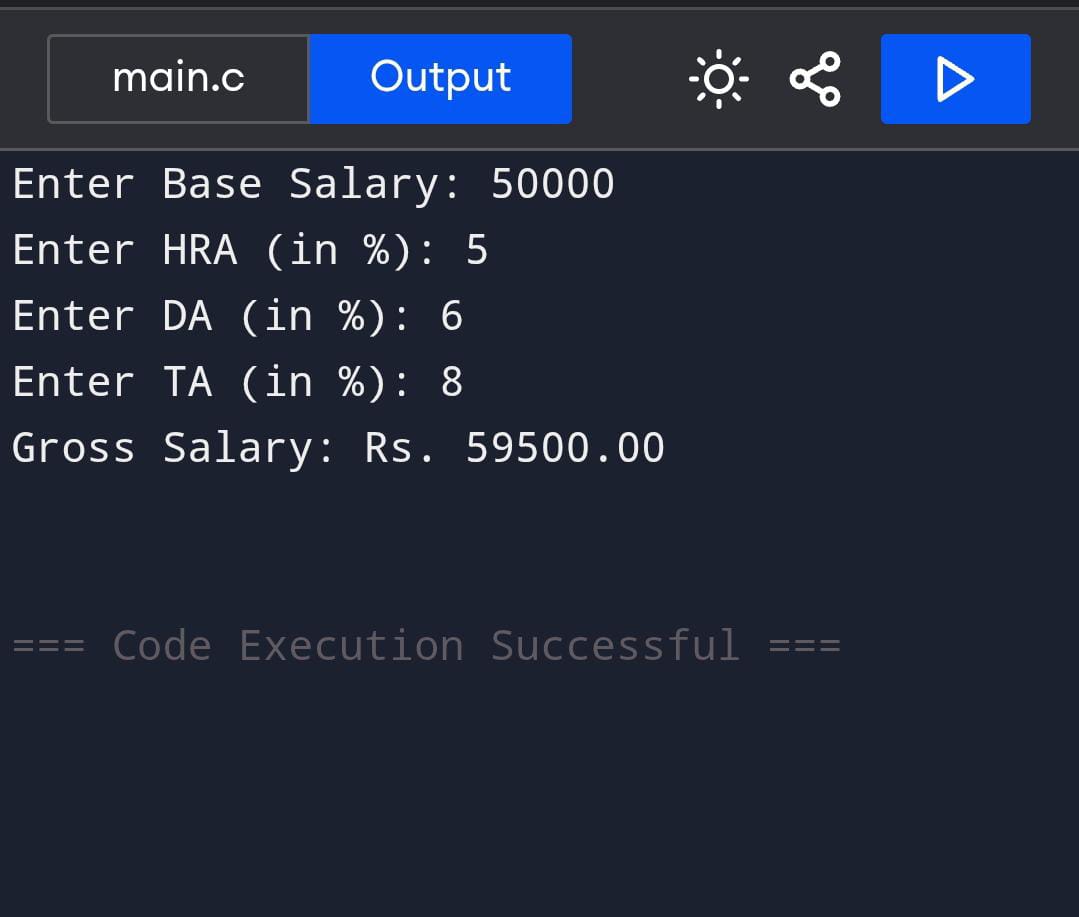 main.c Output
Enter Base Salary: 50000
Enter HRA (in %): 5
Enter DA (in %): 6
Enter TA (in %): 8
Gross Salary: Rs. 59500.00
=== Code Execution Successful ===